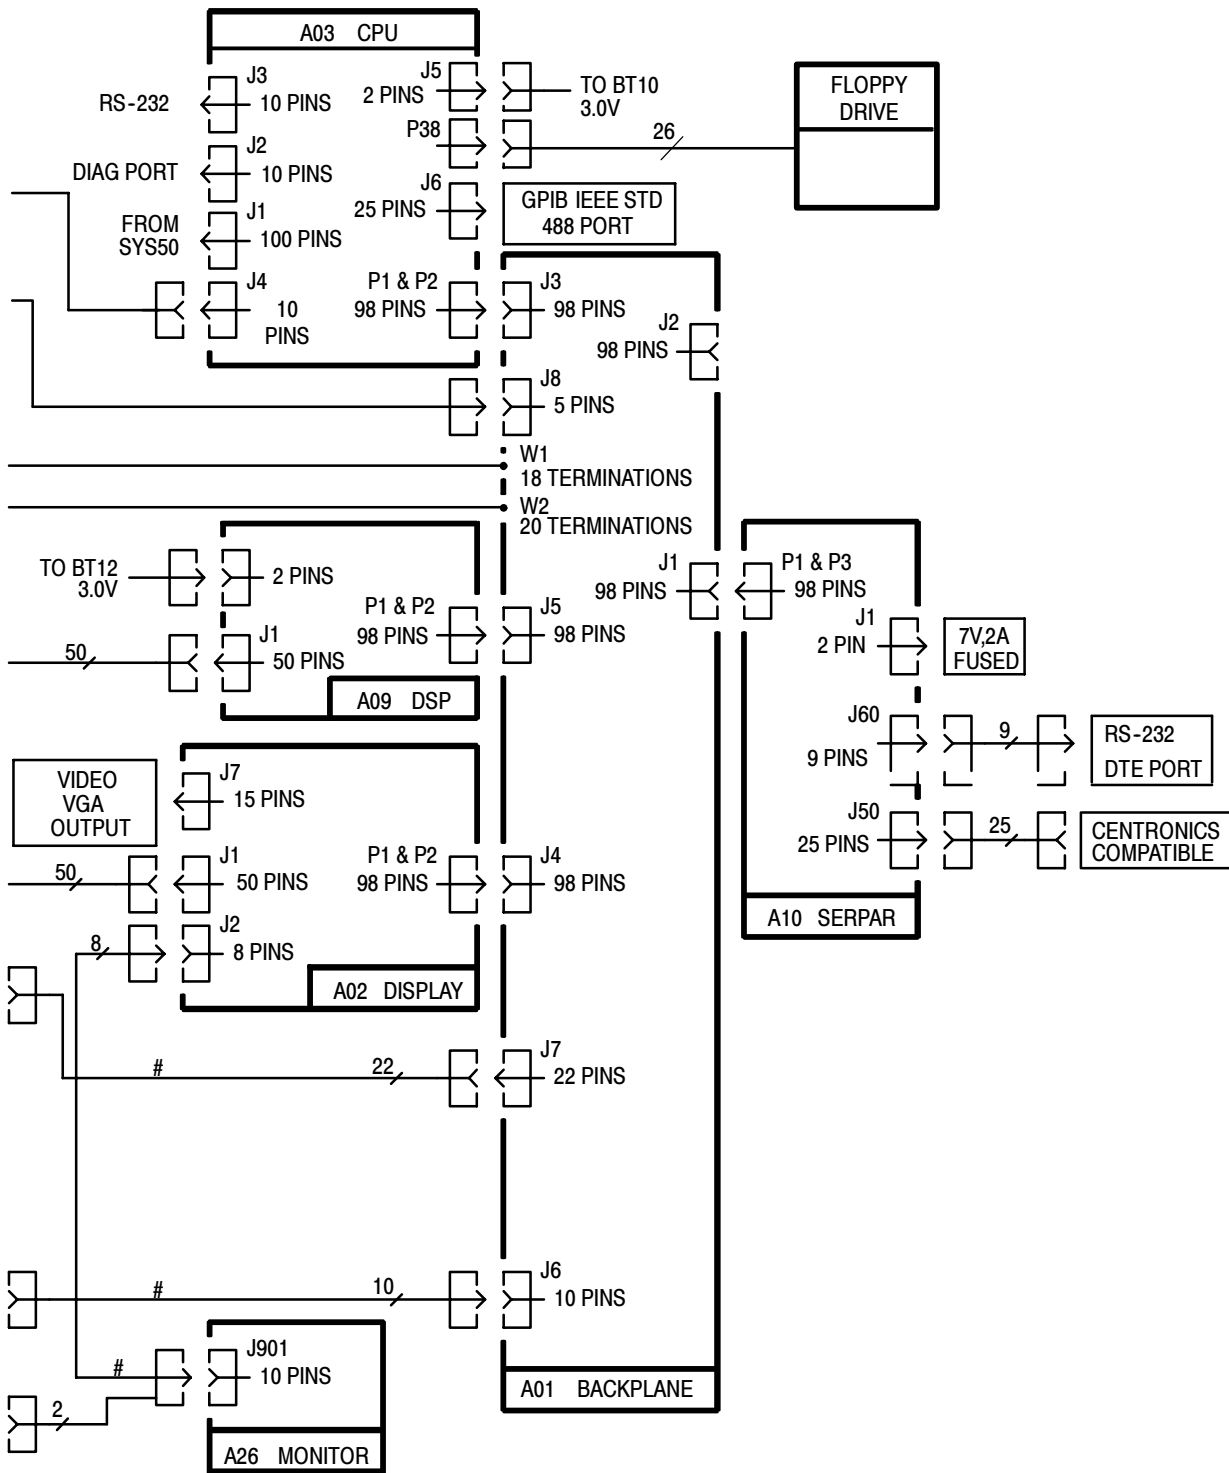 A03 CPU
J3
RS-232
10 PINS
J5
2 PINS
TO BT10
3.0V
FLOPPY
DRIVE
P38
26
J2
DIAG PORT
10 PINS
J6
25 PINS
GPIB IEEE STD
488 PORT
FROM
SYS50
J1
100 PINS
J4
10
PINS
P1 & P2
98 PINS
J3
98 PINS
J2
98 PINS
J8
5 PINS
W1
18 TERMINATIONS
W2
20 TERMINATIONS
TO BT12
3.0V
2 PINS
P1 & P2
98 PINS
J5
98 PINS
J1
98 PINS
P1 & P3
98 PINS
50
J1
50 PINS
A09 DSP
J1
2 PIN
7V,2A
FUSED
J60
9 PINS
9
RS-232
DTE PORT
VIDEO
VGA
OUTPUT
J7
15 PINS
J50
25 PINS
25
CENTRONICS
COMPATIBLE
50
J1
50 PINS
P1 & P2
98 PINS
J4
98 PINS
A10 SERPAR
8
J2
8 PINS
A02 DISPLAY
#
22
J7
22 PINS
#
10
J6
10 PINS
#
J901
10 PINS
A01 BACKPLANE
2
A26 MONITOR